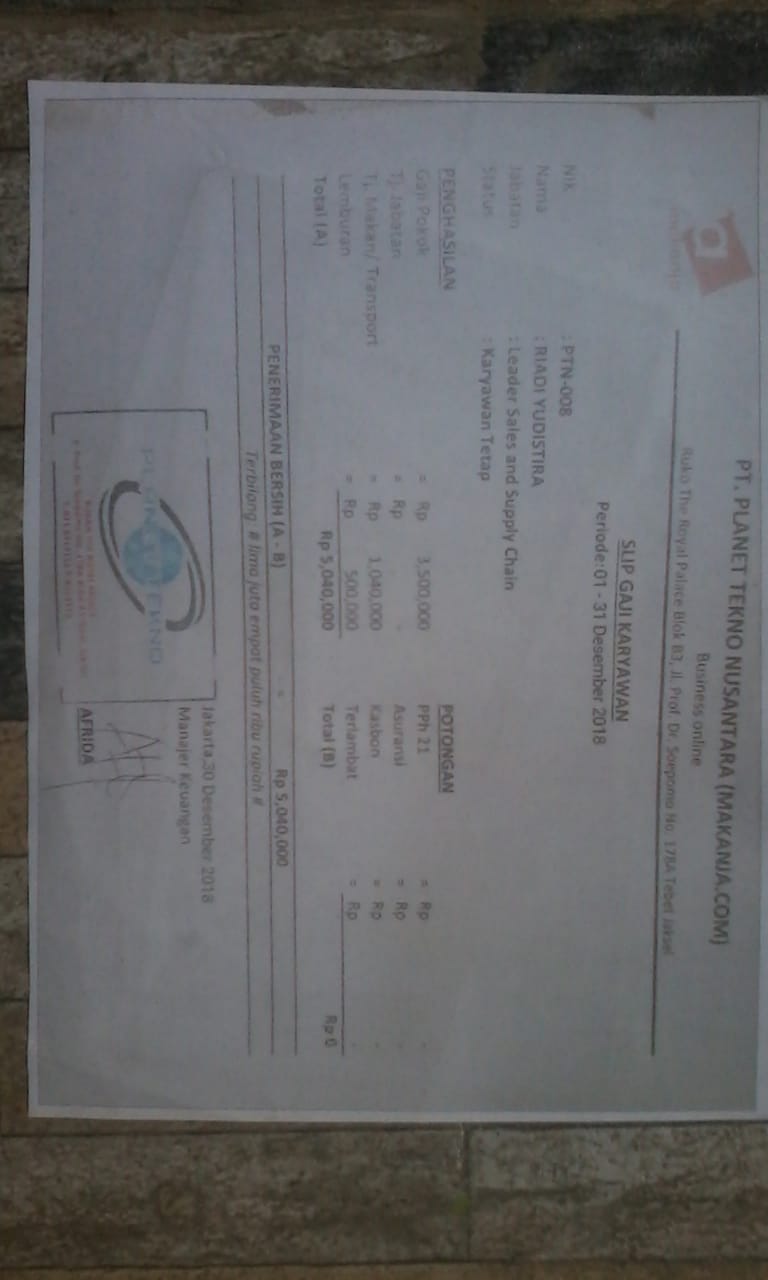 PT. PLANET TEKNO NUSANTARA (MAKANJA.COM)
Business online
Ruko The Royal Palace Blok B3, Jl. Prof. Dr. Soepomo No. 178A Tebet Jaksel
SLIP GAJI KARYAWAN
Periode: 01 - 31 Desember 2018
Nik : PTN-008
Nama : RIADI YUDISTIRA
Jabatan : Leader Sales and Supply Chain
Status : Karyawan Tetap
PENGHASILAN POTONGAN
Gaji Pokok = Rp 3,500,000 PPh 21 = Rp -
Tj. Jabatan = Rp - Asuransi = Rp -
Tj. Makan/ Transport = Rp 1,040,000 Kasbon = Rp -
Lemburan = Rp 500,000 Terlambat = Rp -
Total (A) Rp 5,040,000 Total (B) Rp 0
PENERIMAAN BERSIH (A - B) = Rp 5,040,000
Terbilang # lima juta empat puluh ribu rupiah #
Jakarta,30 Desember 2018
Manajer Keuangan
AFRIDA